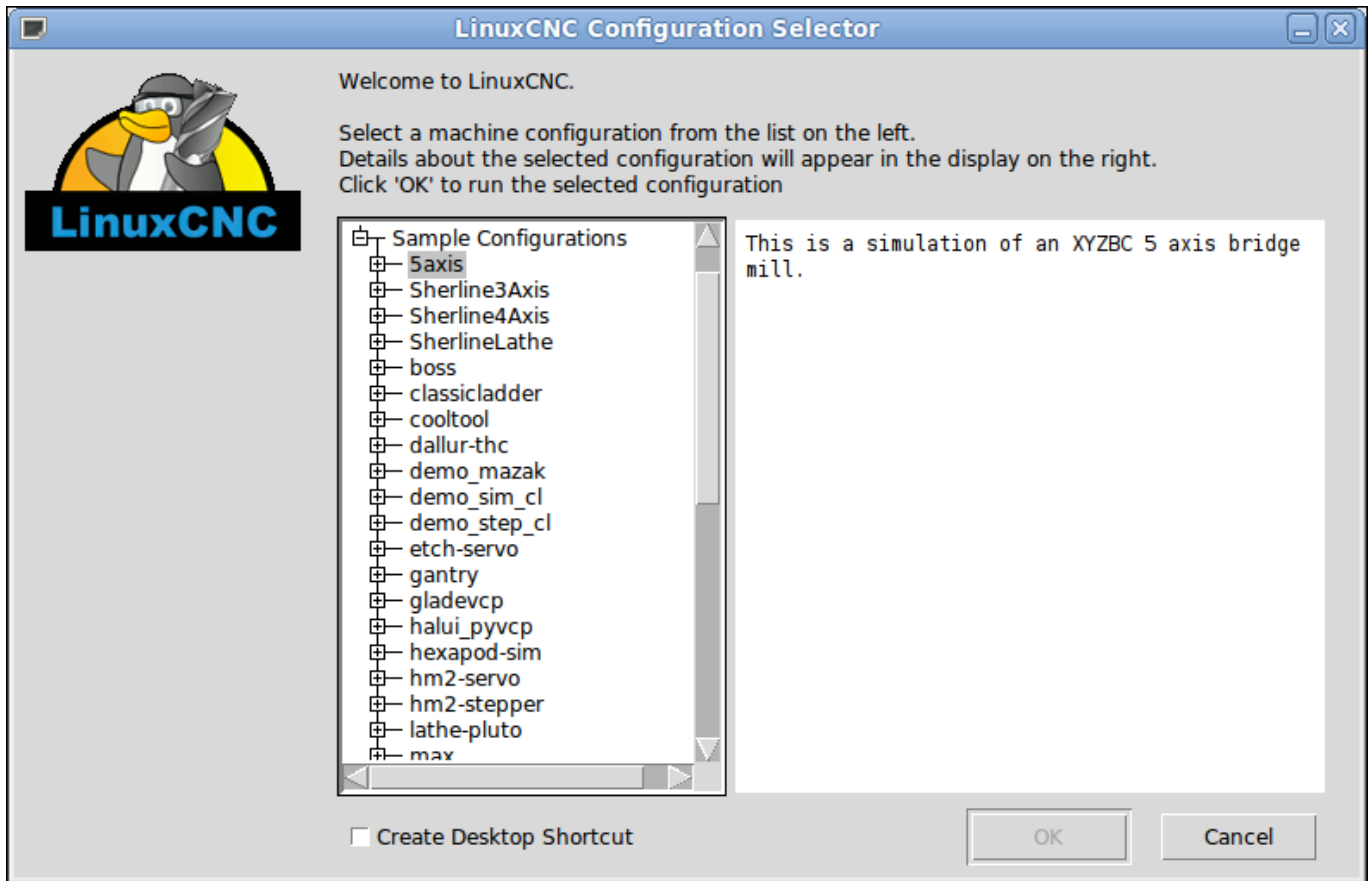 LinuxCNC Configuration Selector
LinuxCNC
Welcome to LinuxCNC.
Select a machine configuration from the list on the left.
Details about the selected configuration will appear in the display on the right.
Click 'OK' to run the selected configuration
Sample Configurations
5axis
Sherline3Axis
Sherline4Axis
SherlineLathe
boss
classicladder
cooltool
dallur-thc
demo_mazak
demo_sim_cl
demo_step_cl
etch-servo
gantry
gladevcp
halui_pyvcp
hexapod-sim
hm2-servo
hm2-stepper
lathe-pluto
max
This is a simulation of an XYZBC 5 axis bridge
mill.
Create Desktop Shortcut
OK
Cancel